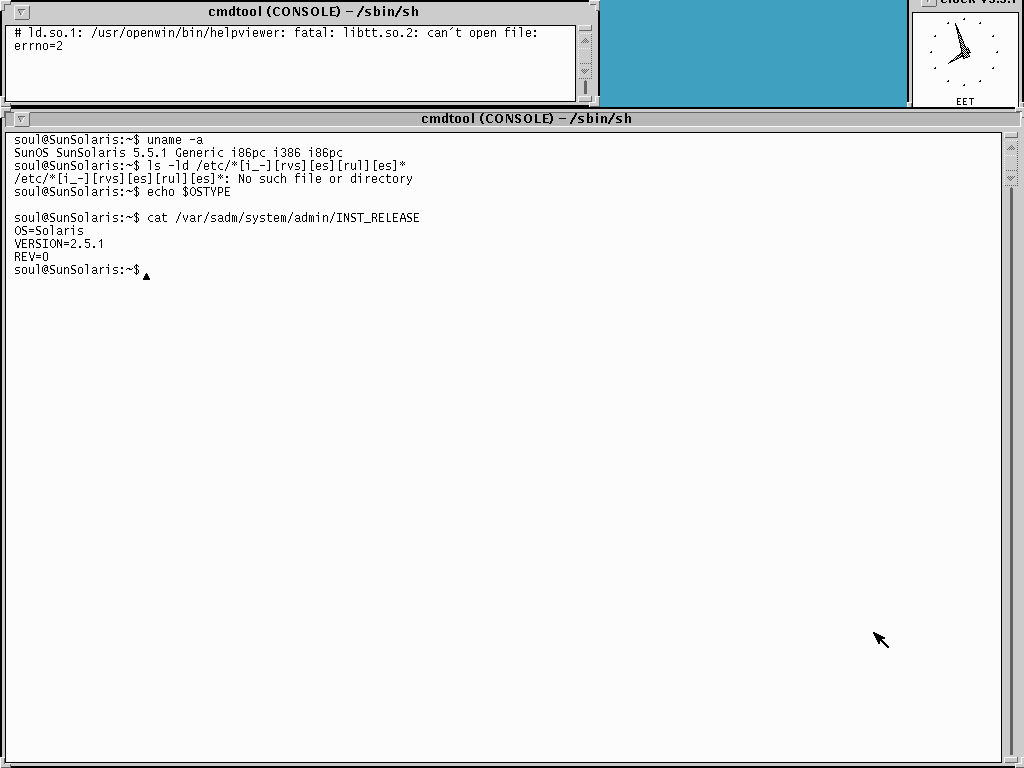 cmdtool (CONSOLE) - /sbin/sh
# ld.so.1: /usr/openwin/bin/helpviewer: fatal: libtt.so.2: can´t open file:
errno=2
EET
cmdtool (CONSOLE) - /sbin/sh
soul@SunSolaris:~$ uname -a
SunOS SunSolaris 5.5.1 Generic i86pc i386 i86pc
soul@SunSolaris:~$ ls -ld /etc/*[i_-][rvs][es][rul][es]*
/etc/*[i_-][rvs][es][rul][es]*: No such file or directory
soul@SunSolaris:~$ echo $OSTYPE
soul@SunSolaris:~$ cat /var/sadm/system/admin/INST_RELEASE
OS=Solaris
VERSION=2.5.1
REV=0
soul@SunSolaris:~$